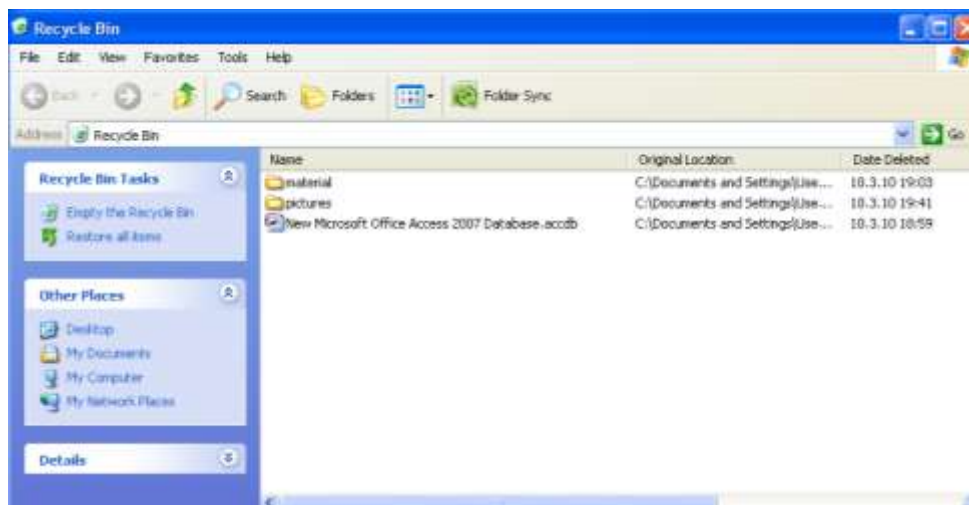 Recycle Bin
File Edit View Favorites Tools Help
Back Search Folders Folder Sync
Address Recycle Bin Go
Name Original Location Date Deleted
Recycle Bin Tasks
Empty the Recycle Bin
Restore all items
material C:\Documents and Settings\Use... 18.3.10 19:03
pictures C:\Documents and Settings\Use... 18.3.10 19:41
New Microsoft Office Access 2007 Database.accdb C:\Documents and Settings\Use... 18.3.10 18:59
Other Places
Desktop
My Documents
My Computer
My Network Places
Details